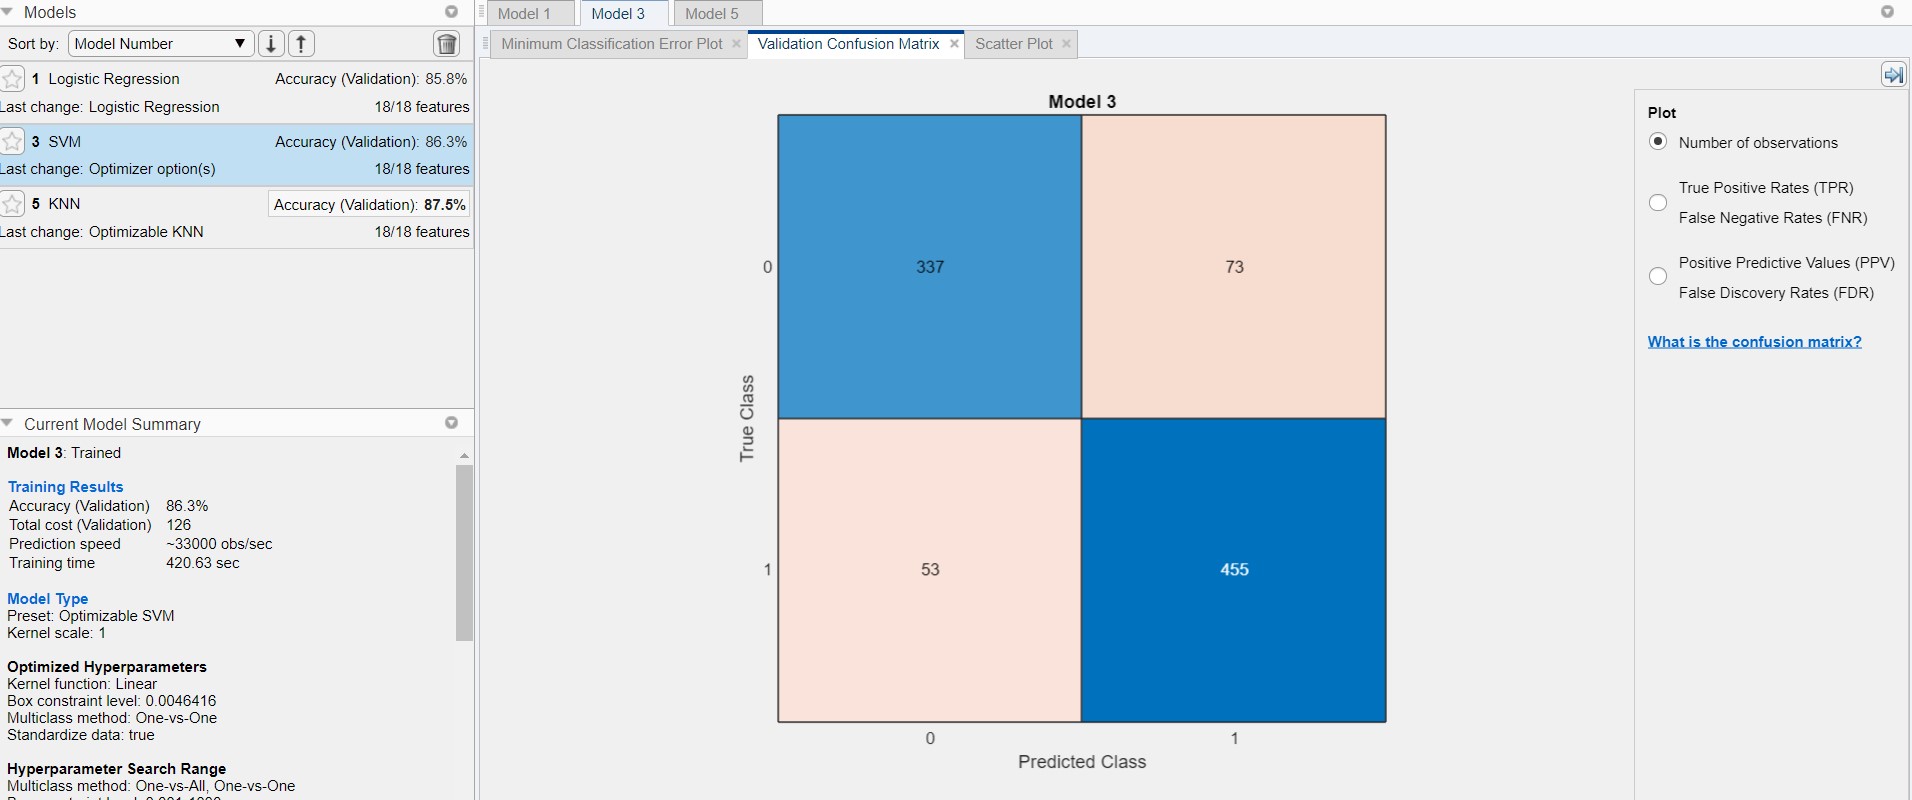 Models
Sort by: Model Number
1 Logistic Regression Accuracy (Validation): 85.8%
Last change: Logistic Regression 18/18 features
3 SVM Accuracy (Validation): 86.3%
Last change: Optimizer option(s) 18/18 features
5 KNN Accuracy (Validation): 87.5%
Last change: Optimizable KNN 18/18 features
Current Model Summary
Model 3: Trained
Training Results
Accuracy (Validation) 86.3%
Total cost (Validation) 126
Prediction speed ~33000 obs/sec
Training time 420.63 sec
Model Type
Preset: Optimizable SVM
Kernel scale: 1
Optimized Hyperparameters
Kernel function: Linear
Box constraint level: 0.0046416
Multiclass method: One-vs-One
Standardize data: true
Hyperparameter Search Range
Multiclass method: One-vs-All, One-vs-One
Model 1 Model 3 Model 5
Minimum Classification Error Plot Validation Confusion Matrix Scatter Plot
Model 3
True Class
0 337 73
1 53 455
0 1
Predicted Class
Plot
Number of observations
True Positive Rates (TPR)
False Negative Rates (FNR)
Positive Predictive Values (PPV)
False Discovery Rates (FDR)
What is the confusion matrix?